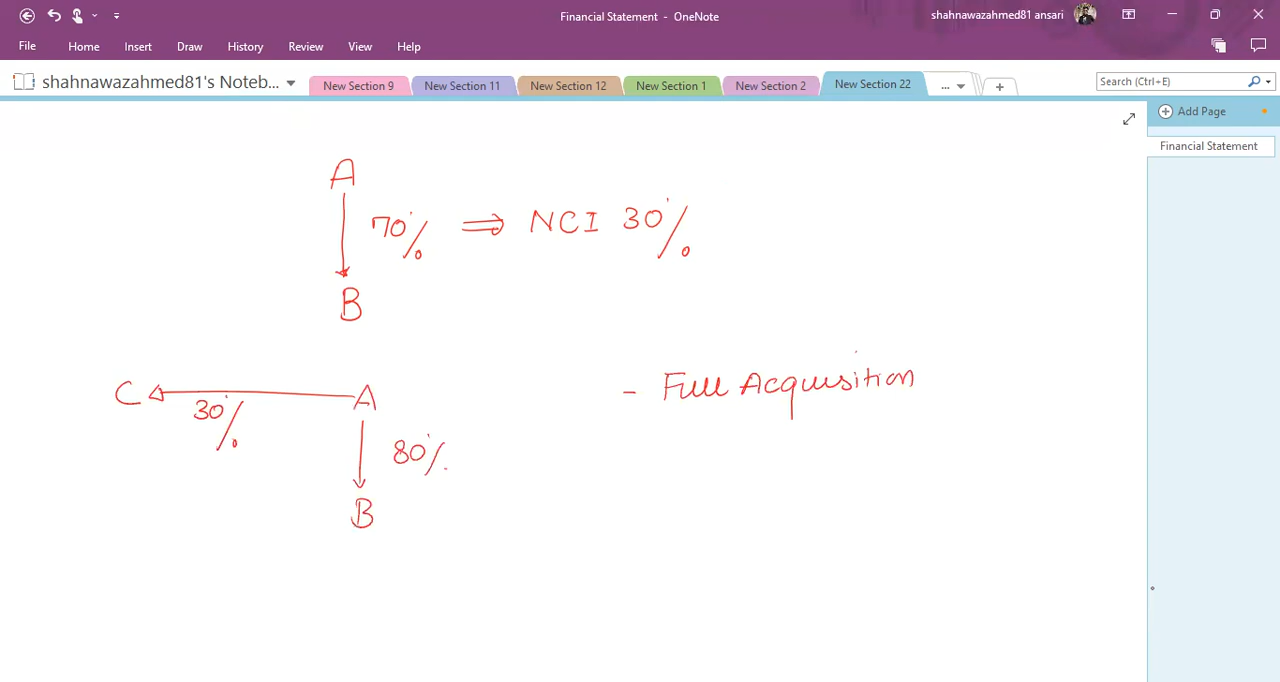 Financial Statement - OneNote
shahnawazahmed81 ansari
File Home Insert Draw History Review View Help
shahnawazahmed81's Noteb... New Section 9 New Section 11 New Section 12 New Section 1 New Section 2 New Section 22 ... Search (Ctrl+E)
Add Page
Financial Statement
A
70% ⇒ NCI 30%
B
C A
30%
80%
B
- Full Acquisition